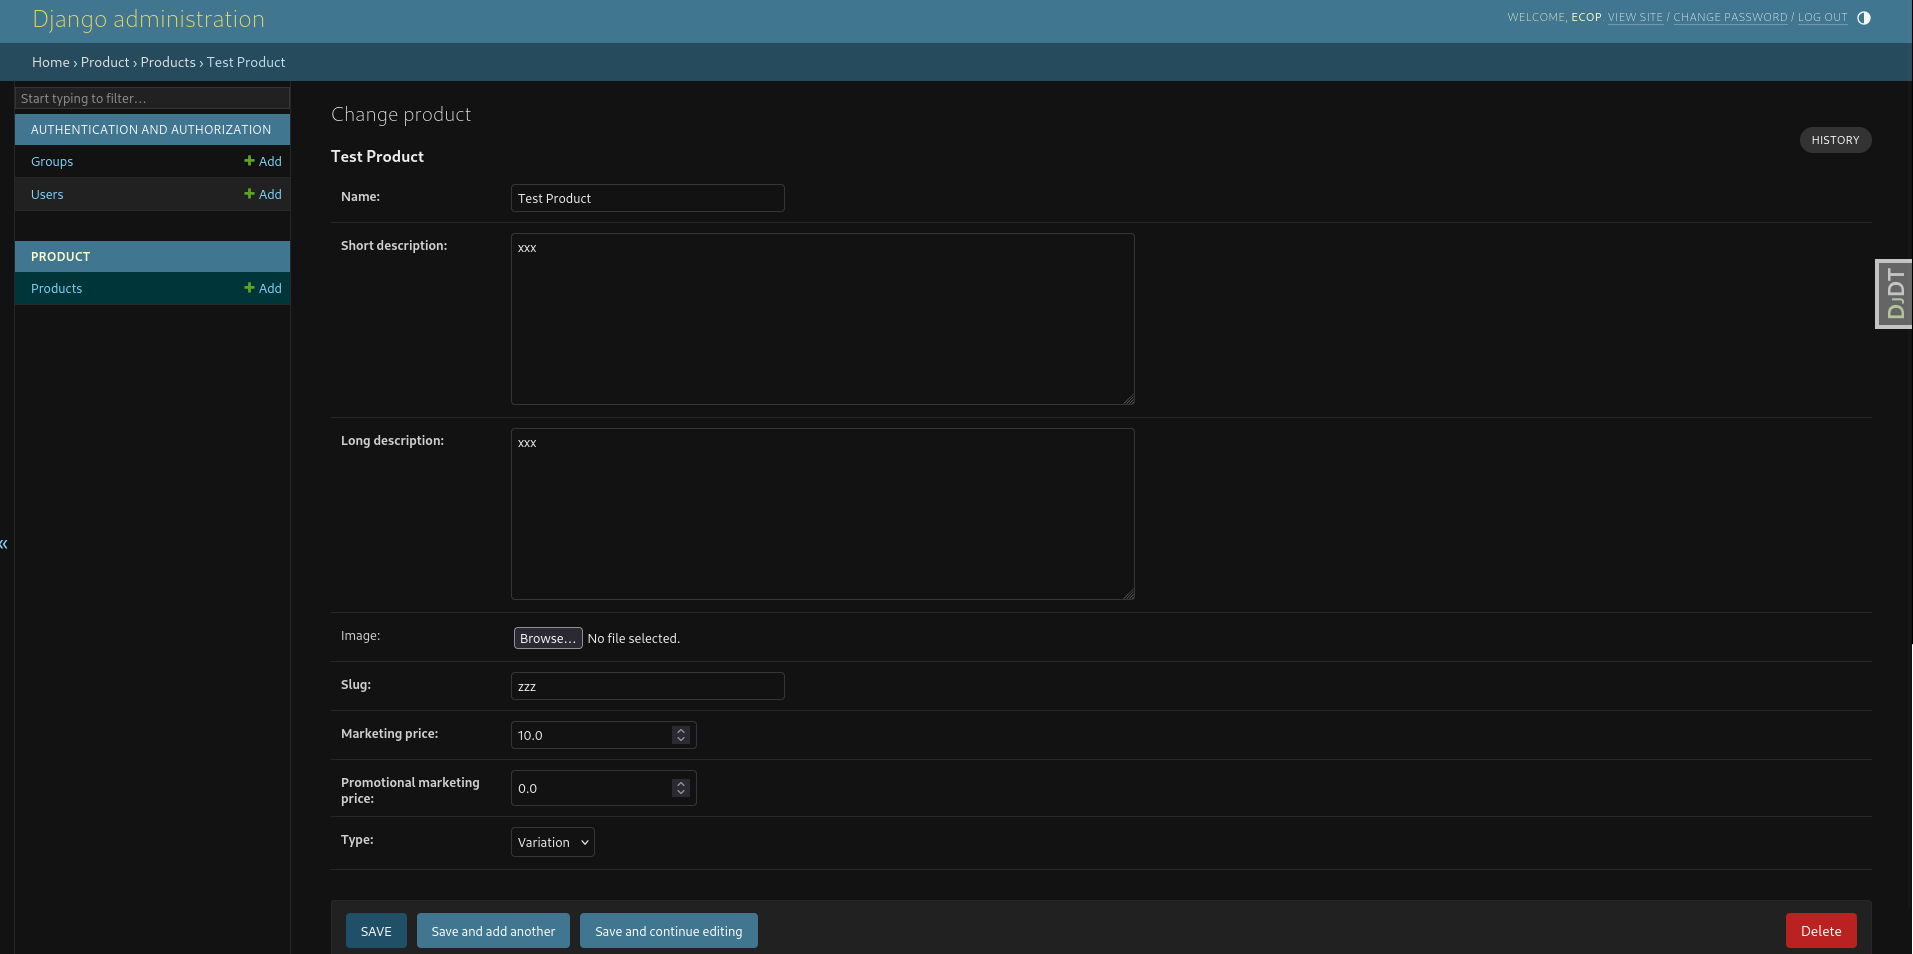 Django administration
WELCOME, ECOP. VIEW SITE / CHANGE PASSWORD / LOG OUT
Home › Product › Products › Test Product
Start typing to filter...
AUTHENTICATION AND AUTHORIZATION
Groups
Add
Users
Add
PRODUCT
Products
Add
«
Change product
HISTORY
Test Product
Name:
Test Product
Short description:
xxx
Long description:
xxx
Image:
Browse... No file selected.
Slug:
zzz
Marketing price:
10.0
Promotional marketing
price:
0.0
Type:
Variation
SAVE
Save and add another
Save and continue editing
Delete
DJDT